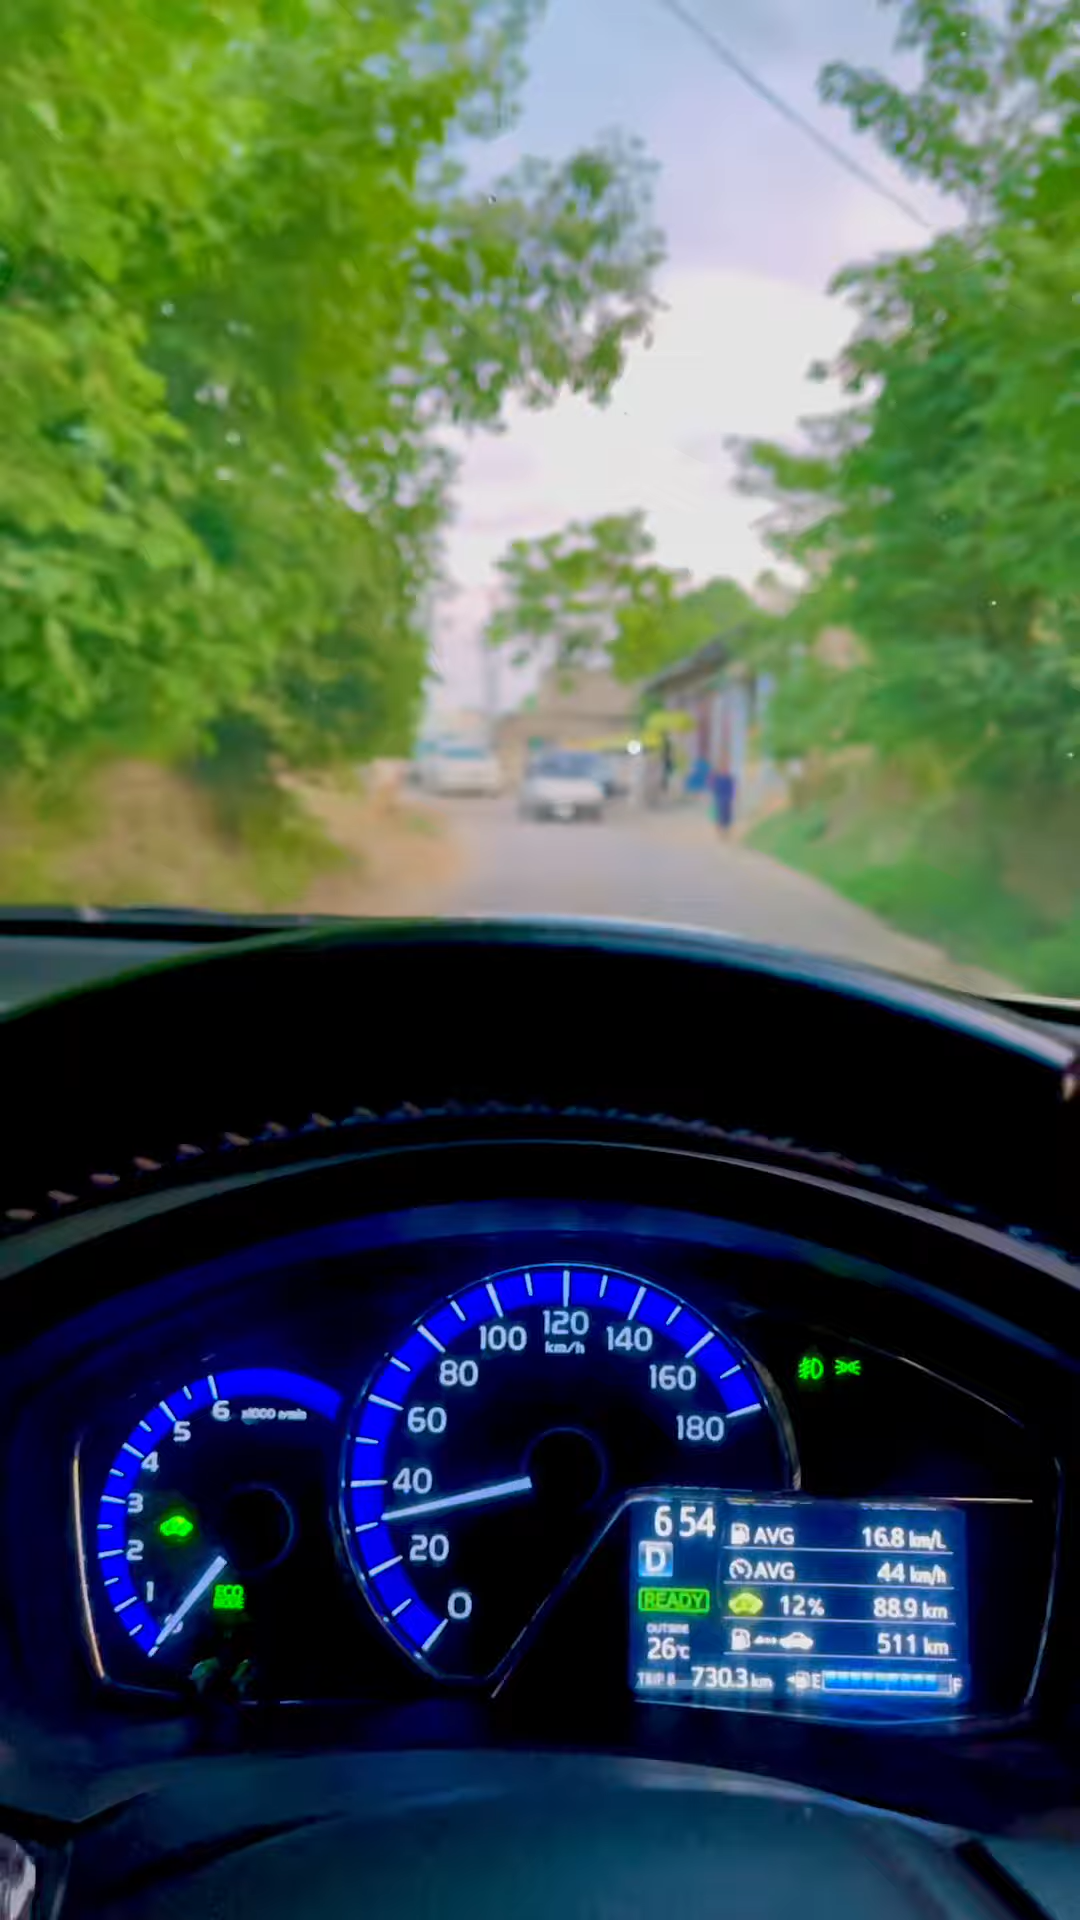 6 x1000 r/min
5
4
3
2
1
0
ECO
MODE
120
km/h
100
140
80
160
60
180
40
20
0
6 54
D
READY
OUTSIDE
26℃
AVG 16.8 km/L
AVG 44 km/h
12% 88.9 km
511 km
TRIP B 730.3 km
E F